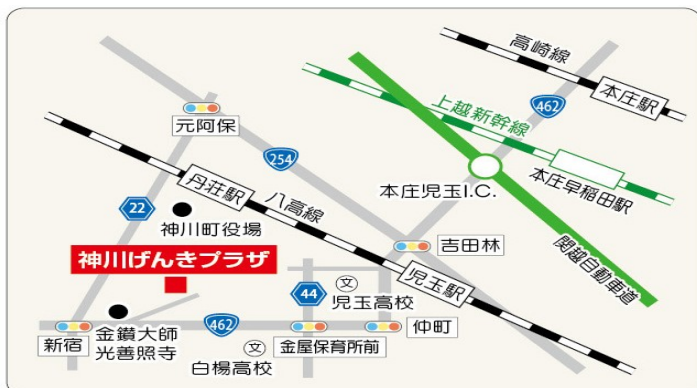 高崎線
本庄駅
462
上越新幹線
本庄早稲田駅
元阿保
254
本庄児玉I.C.
関越自動車道
丹荘駅
八高線
22
神川町役場
吉田林
神川げんきプラザ
児玉駅
44
文
児玉高校
金鑚大師
光善照寺
462
新宿
文
白楊高校
金屋保育所前
仲町